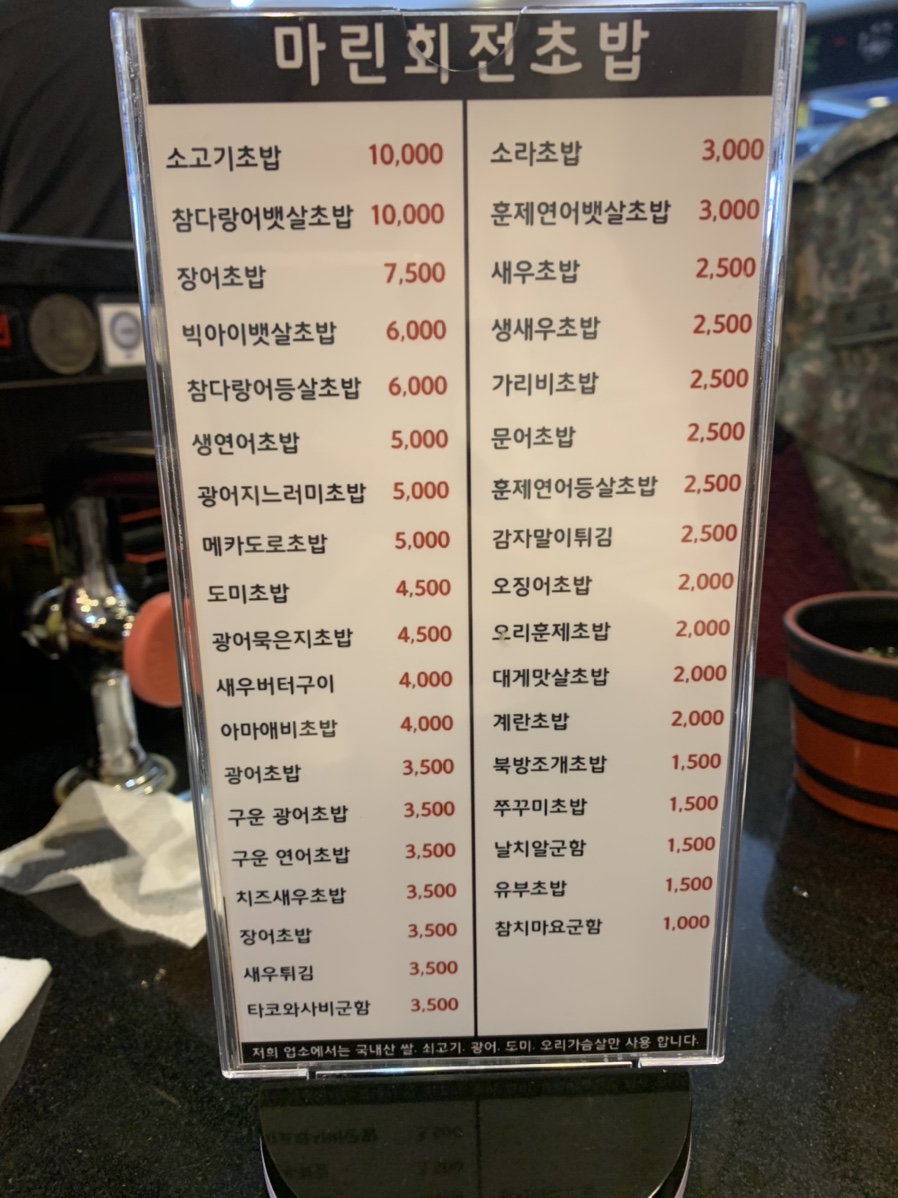 마린회전초밥
소고기초밥 10,000
참다랑어뱃살초밥 10,000
장어초밥 7,500
빅아이뱃살초밥 6,000
참다랑어등살초밥 6,000
생연어초밥 5,000
광어지느러미초밥 5,000
메카도로초밥 5,000
도미초밥 4,500
광어묵은지초밥 4,500
새우버터구이 4,000
아마애비초밥 4,000
광어초밥 3,500
구운 광어초밥 3,500
구운 연어초밥 3,500
치즈새우초밥 3,500
장어초밥 3,500
새우튀김 3,500
타코와사비군함 3,500
소라초밥 3,000
훈제연어뱃살초밥 3,000
새우초밥 2,500
생새우초밥 2,500
가리비초밥 2,500
문어초밥 2,500
훈제연어등살초밥 2,500
감자말이튀김 2,500
오징어초밥 2,000
오리훈제초밥 2,000
대게맛살초밥 2,000
계란초밥 2,000
북방조개초밥 1,500
쭈꾸미초밥 1,500
날치알군함 1,500
유부초밥 1,500
참치마요군함 1,000
저희 업소에서는 국내산 쌀. 쇠고기. 광어. 도미. 오리가슴살만 사용 합니다.